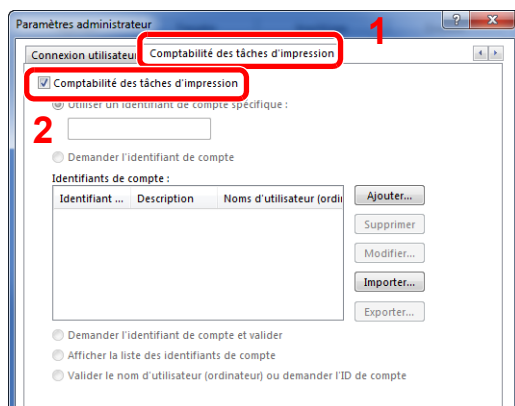 Paramètres administrateur
1
Connexion utilisateur
Comptabilité des tâches d'impression
Comptabilité des tâches d'impression
Utiliser un identifiant de compte spécifique :
2
Demander l'identifiant de compte
Identifiants de compte :
Identifiant ... Description Noms d'utilisateur (ordi
Ajouter...
Supprimer
Modifier...
Importer...
Exporter...
Demander l'identifiant de compte et valider
Afficher la liste des identifiants de compte
Valider le nom d'utilisateur (ordinateur) ou demander l'ID de compte